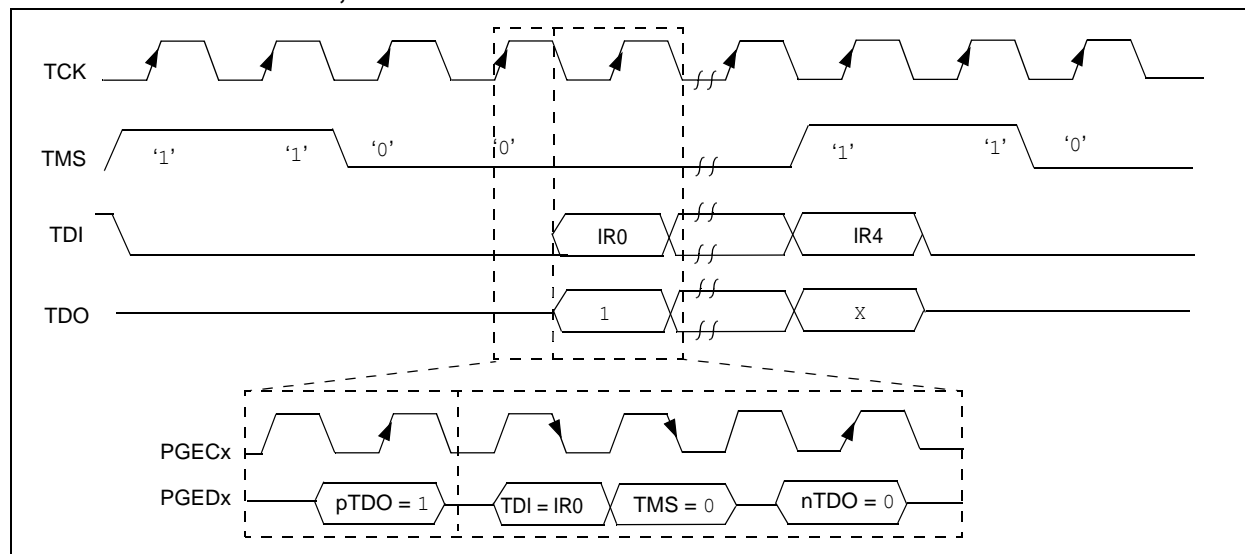 TCK
TMS ‘1’ ‘1’ ‘0’ ‘0’ ‘1’ ‘1’ ‘0’
TDI IR0 IR4
TDO 1 X
PGECx
PGEDx pTDO = 1 TDI = IR0 TMS = 0 nTDO = 0